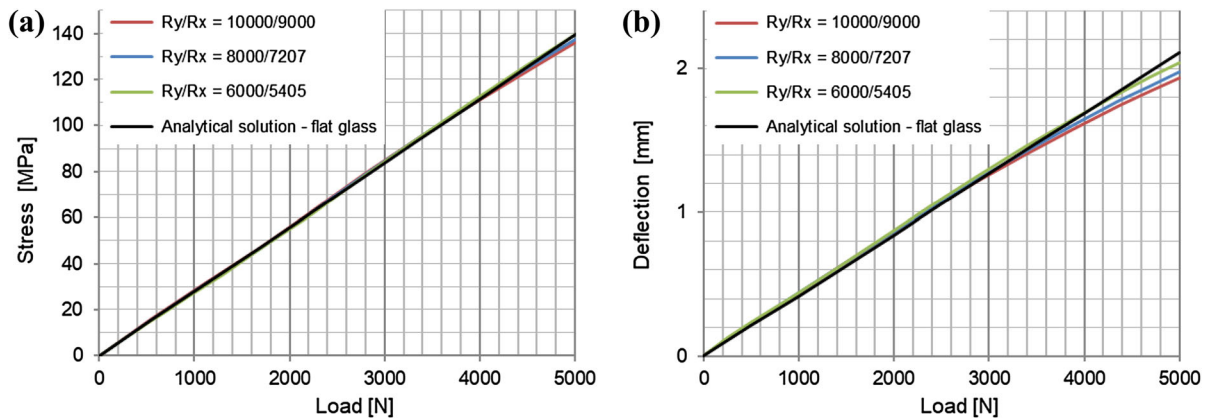 (a)
Ry/Rx = 10000/9000
Ry/Rx = 8000/7207
Ry/Rx = 6000/5405
Analytical solution - flat glass
Stress [MPa]
140
120
100
80
60
40
20
0
0 1000 2000 3000 4000 5000
Load [N]
(b)
Ry/Rx = 10000/9000
Ry/Rx = 8000/7207
Ry/Rx = 6000/5405
Analytical solution - flat glass
Deflection [mm]
2
1
0
0 1000 2000 3000 4000 5000
Load [N]